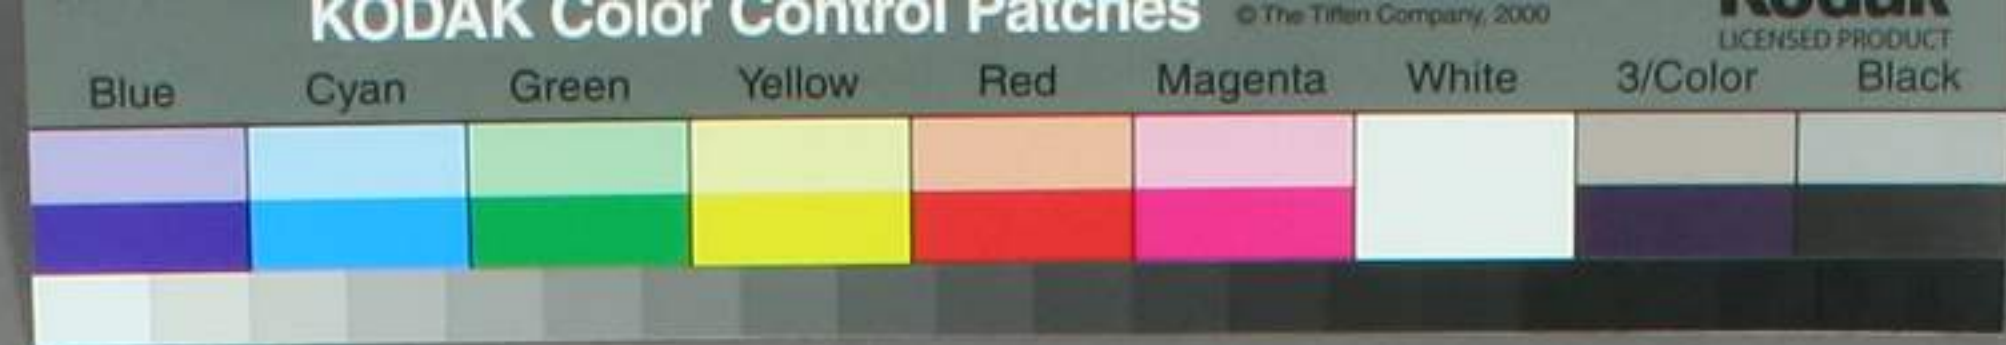 KODAK Color Control Patches © The Tiffen Company, 2000 Kodak
LICENSED PRODUCT
Blue Cyan Green Yellow Red Magenta White 3/Color Black